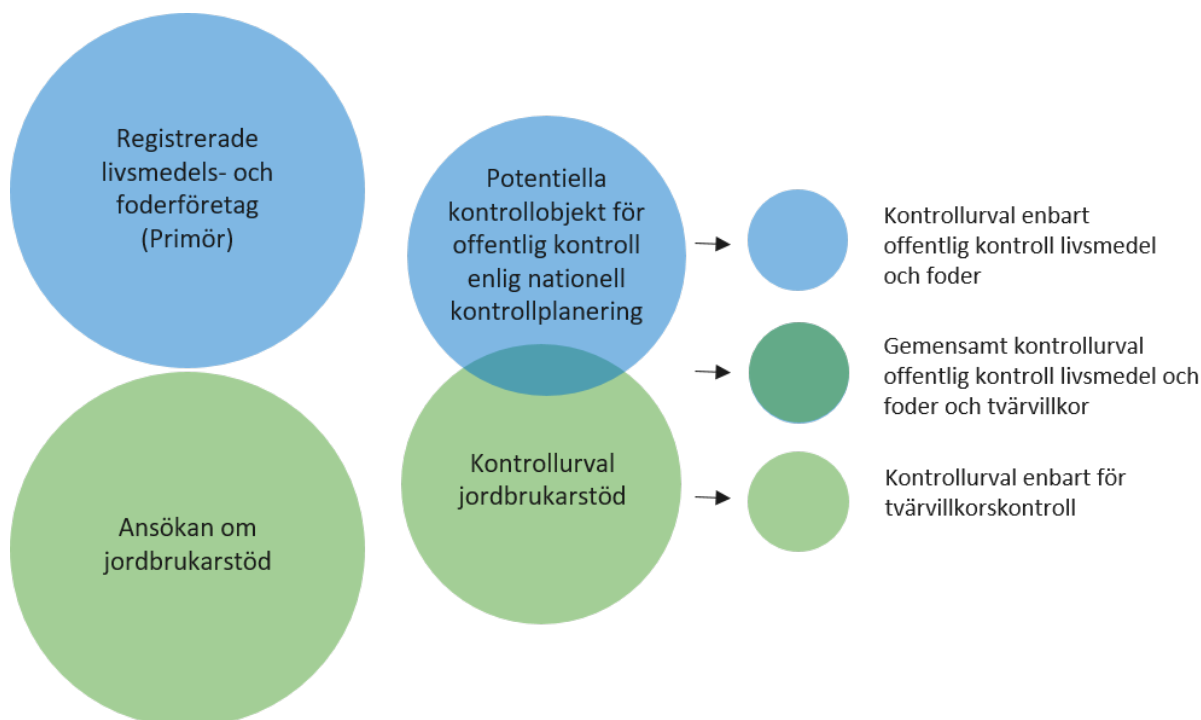 Registrerade
livsmedels- och
foderföretag
(Primör)
Ansökan om
jordbrukarstöd
Potentiella
kontrollobjekt för
offentlig kontroll
enlig nationell
kontrollplanering
Kontrollurval
jordbrukarstöd
Kontrollurval enbart
offentlig kontroll livsmedel
och foder
Gemensamt kontrollurval
offentlig kontroll livsmedel och
foder och tvärvillkor
Kontrollurval enbart för
tvärvillkorskontroll